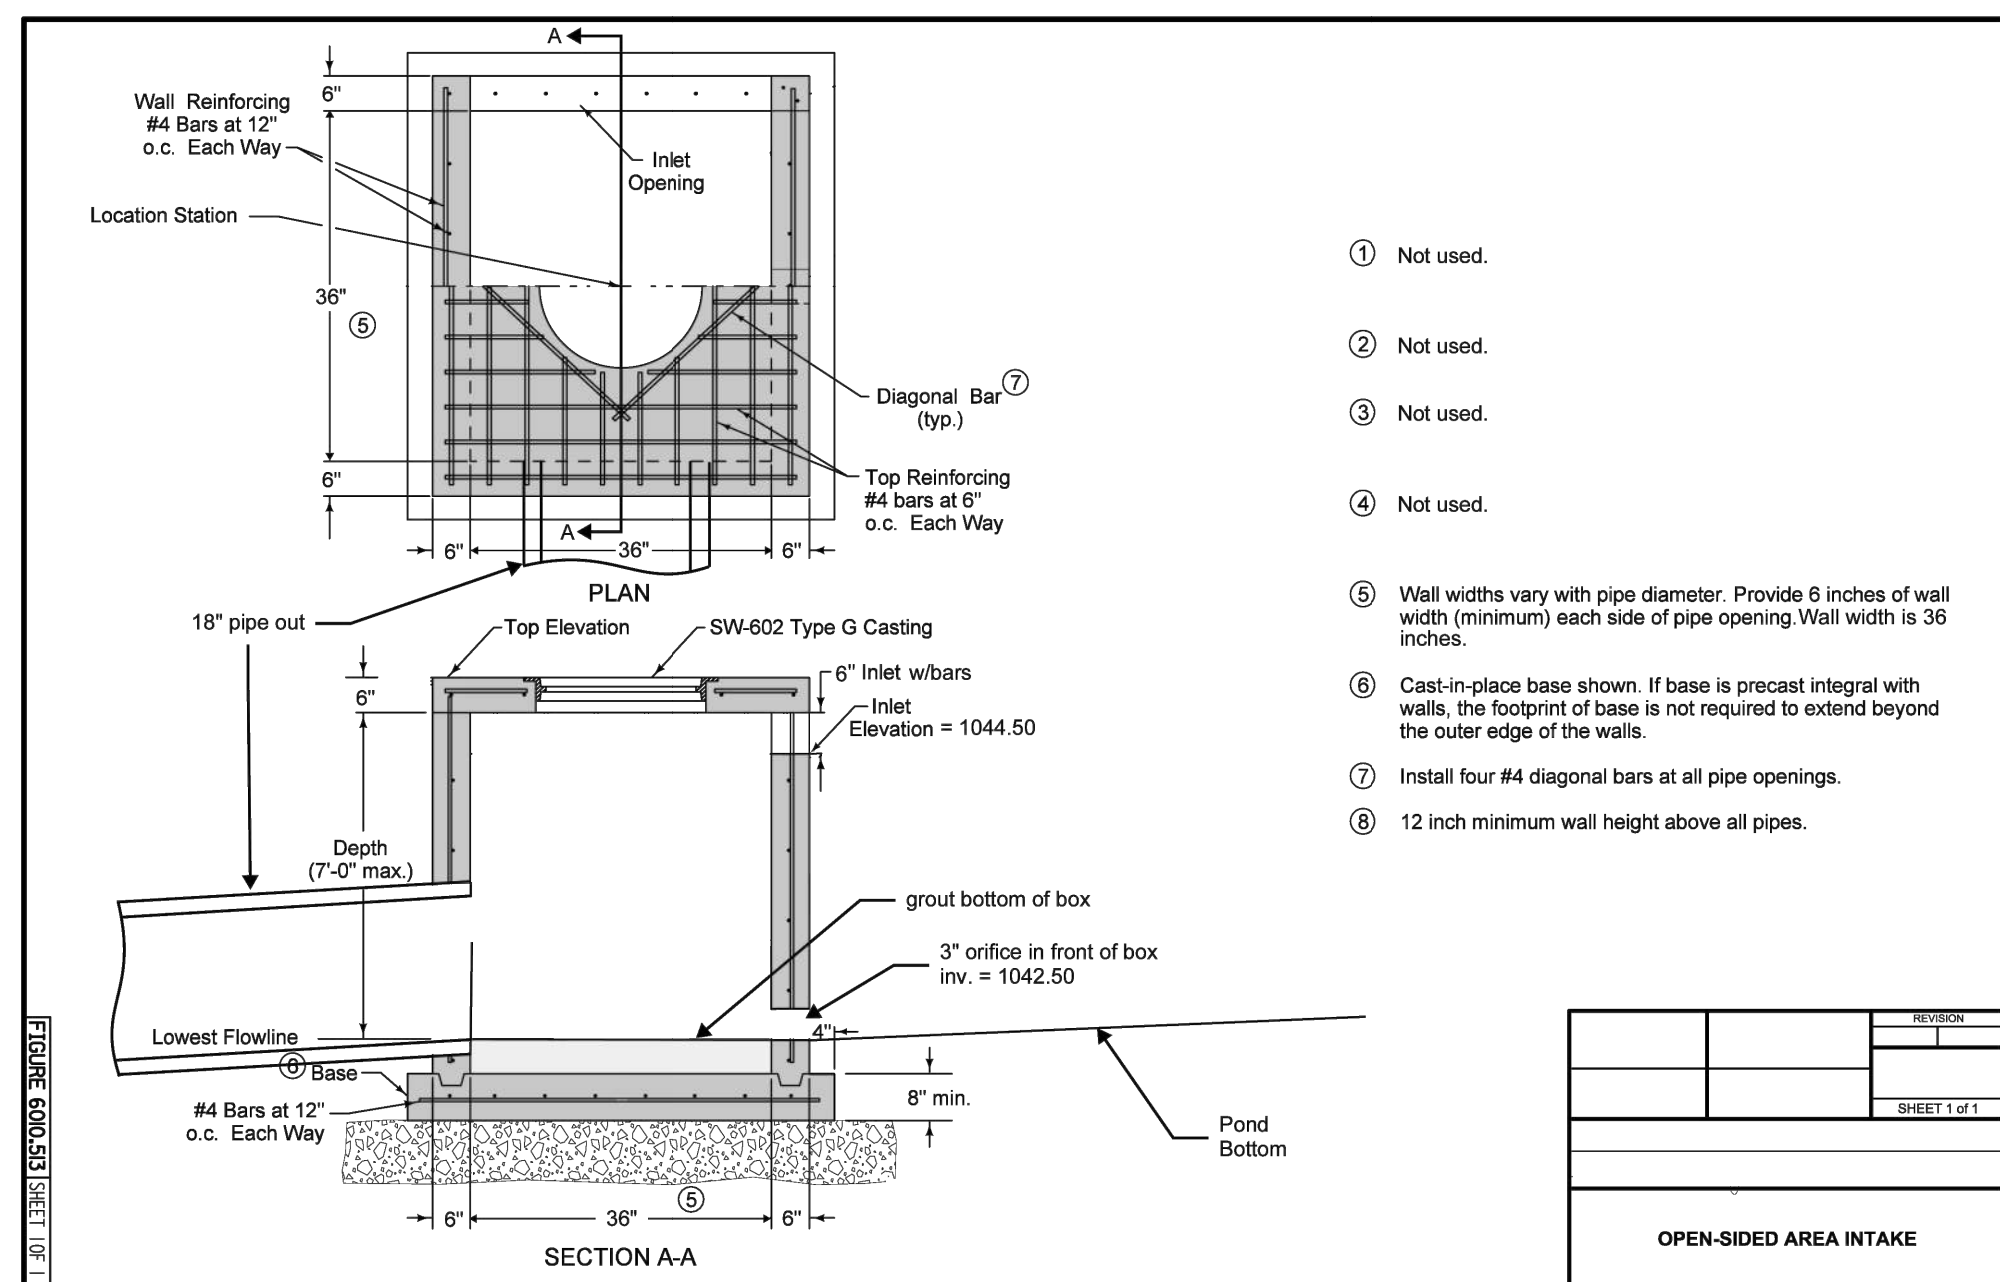 A
6"
Wall Reinforcing
#4 Bars at 12"
o.c. Each Way
Inlet
Opening
Location Station
36"
5
Diagonal Bar 7
(typ.)
6"
Top Reinforcing
#4 bars at 6"
o.c. Each Way
A
6" 36" 6"
PLAN
18" pipe out
Top Elevation
SW-602 Type G Casting
6"
6" Inlet w/bars
Inlet
Elevation = 1044.50
Depth
(7'-0" max.)
grout bottom of box
3" orifice in front of box
inv. = 1042.50
Lowest Flowline
4"
6 Base
8" min.
#4 Bars at 12"
o.c. Each Way
Pond
Bottom
5
6" 36" 6"
SECTION A-A
1 Not used.
2 Not used.
3 Not used.
4 Not used.
5 Wall widths vary with pipe diameter. Provide 6 inches of wall
width (minimum) each side of pipe opening.Wall width is 36
inches.
6 Cast-in-place base shown. If base is precast integral with
walls, the footprint of base is not required to extend beyond
the outer edge of the walls.
7 Install four #4 diagonal bars at all pipe openings.
8 12 inch minimum wall height above all pipes.
FIGURE 6010.513 SHEET 1 OF 1
REVISION
SHEET 1 of 1
OPEN-SIDED AREA INTAKE